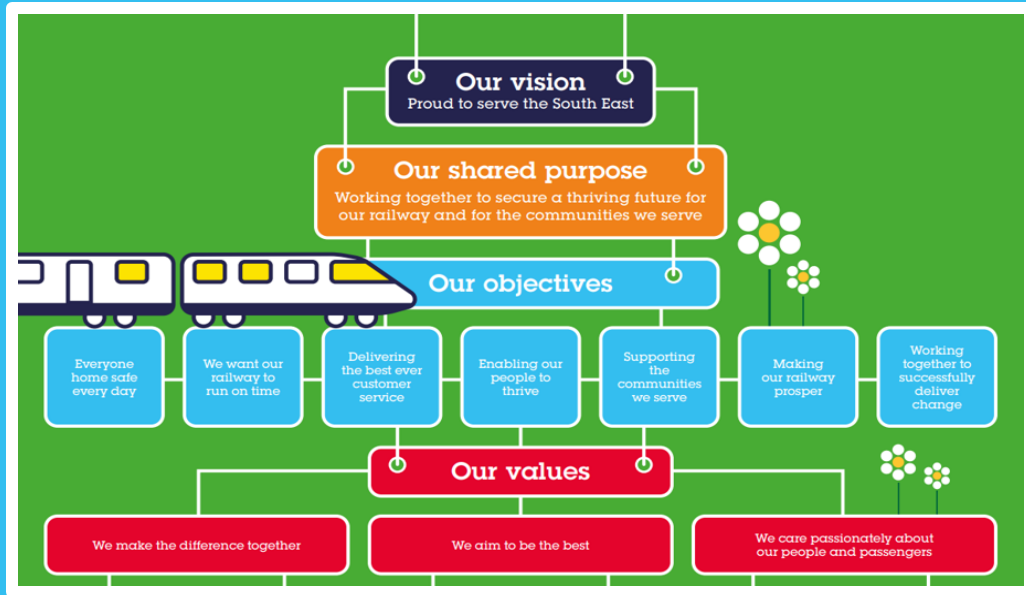 Our vision
Proud to serve the South East
Our shared purpose
Working together to secure a thriving future for
our railway and for the communities we serve
Our objectives
Everyone
home safe
every day
We want our
railway to
run on time
Delivering
the best ever
customer
service
Enabling our
people to
thrive
Supporting
the
communities
we serve
Making
our railway
prosper
Working
together to
successfully
deliver
change
Our values
We make the difference together
We aim to be the best
We care passionately about
our people and passengers